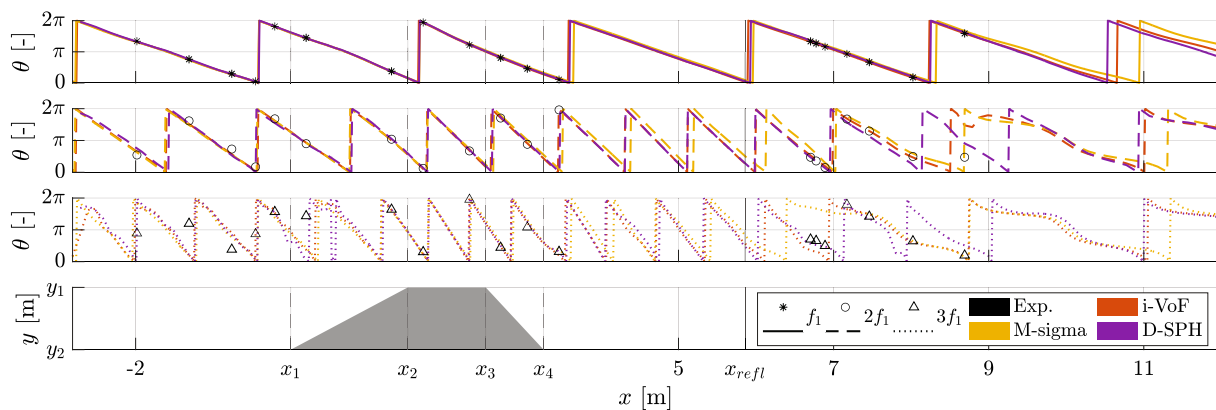 2π
θ [-]
π
0
2π
θ [-]
π
0
2π
θ [-]
π
0
y₁
y [m]
y₂
f₁ 2f₁ 3f₁
Exp. i-VoF
M-sigma D-SPH
-2 x₁ x₂ x₃ x₄ 5 x_refl 7 9 11
x [m]